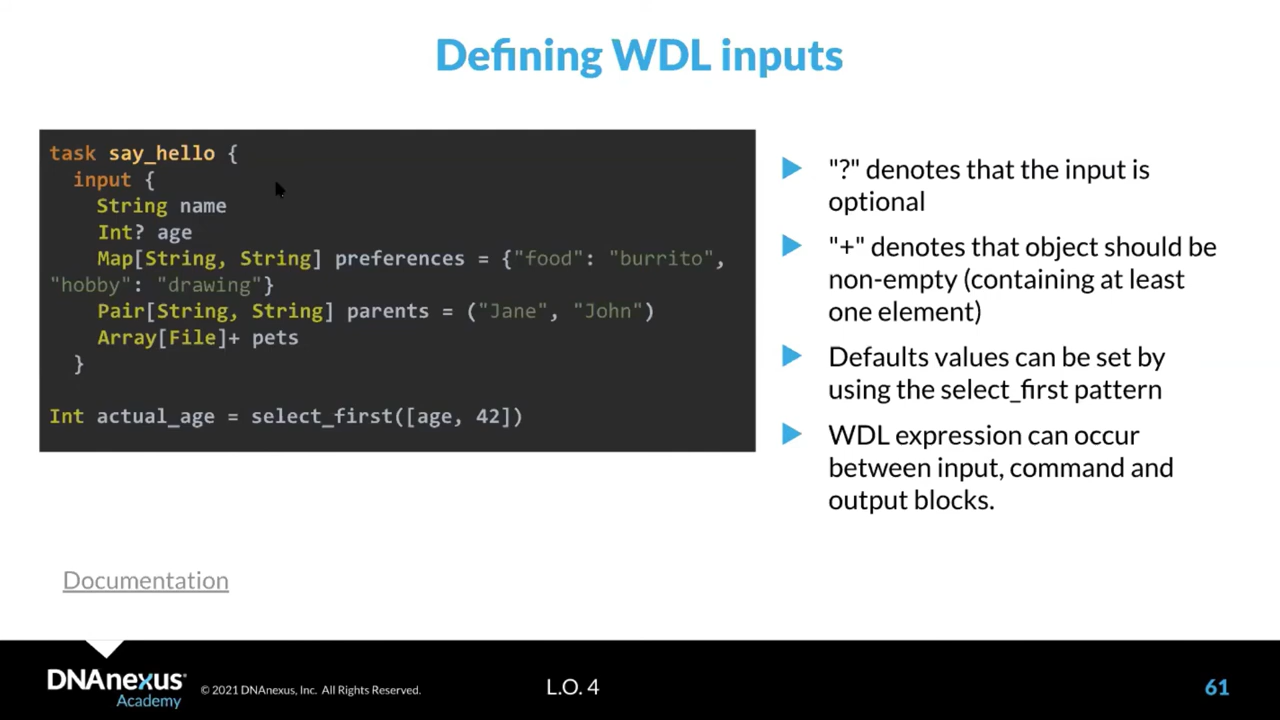 Defining WDL inputs
task say_hello {
  input {
    String name
    Int? age
    Map[String, String] preferences = {"food": "burrito",
"hobby": "drawing"}
    Pair[String, String] parents = ("Jane", "John")
    Array[File]+ pets
  }
Int actual_age = select_first([age, 42])
"?" denotes that the input is
optional
"+" denotes that object should be
non-empty (containing at least
one element)
Defaults values can be set by
using the select_first pattern
WDL expression can occur
between input, command and
output blocks.
Documentation
DNAnexus®
Academy
© 2021 DNAnexus, Inc. All Rights Reserved.
L.O. 4
61